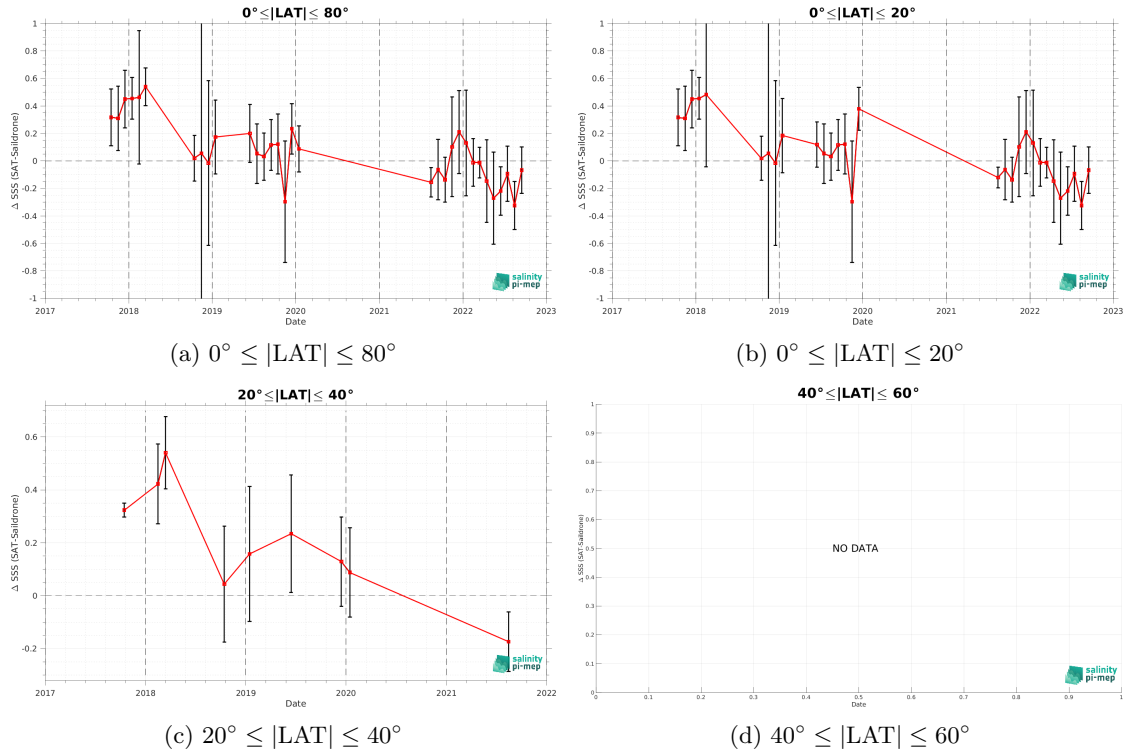 0°≤|LAT|≤ 80°
1
0.8
0.6
0.4
0.2
0
-0.2
-0.4
-0.6
-0.8
-1
Δ SSS (SAT-Saildrone)
2017 2018 2019 2020 2021 2022 2023
Date
salinity
pi-mep
(a) 0° ≤ |LAT| ≤ 80°
0°≤|LAT|≤ 20°
1
0.8
0.6
0.4
0.2
0
-0.2
-0.4
-0.6
-0.8
-1
Δ SSS (SAT-Saildrone)
2017 2018 2019 2020 2021 2022 2023
Date
salinity
pi-mep
(b) 0° ≤ |LAT| ≤ 20°
20°≤|LAT|≤ 40°
0.6
0.4
0.2
0
-0.2
Δ SSS (SAT-Saildrone)
2017 2018 2019 2020 2021 2022
Date
salinity
pi-mep
(c) 20° ≤ |LAT| ≤ 40°
40°≤|LAT|≤ 60°
1
0.9
0.8
0.7
0.6
0.5
0.4
0.3
0.2
0.1
0
Δ SSS (SAT-Saildrone)
NO DATA
0 0.1 0.2 0.3 0.4 0.5 0.6 0.7 0.8 0.9 1
Date
salinity
pi-mep
(d) 40° ≤ |LAT| ≤ 60°